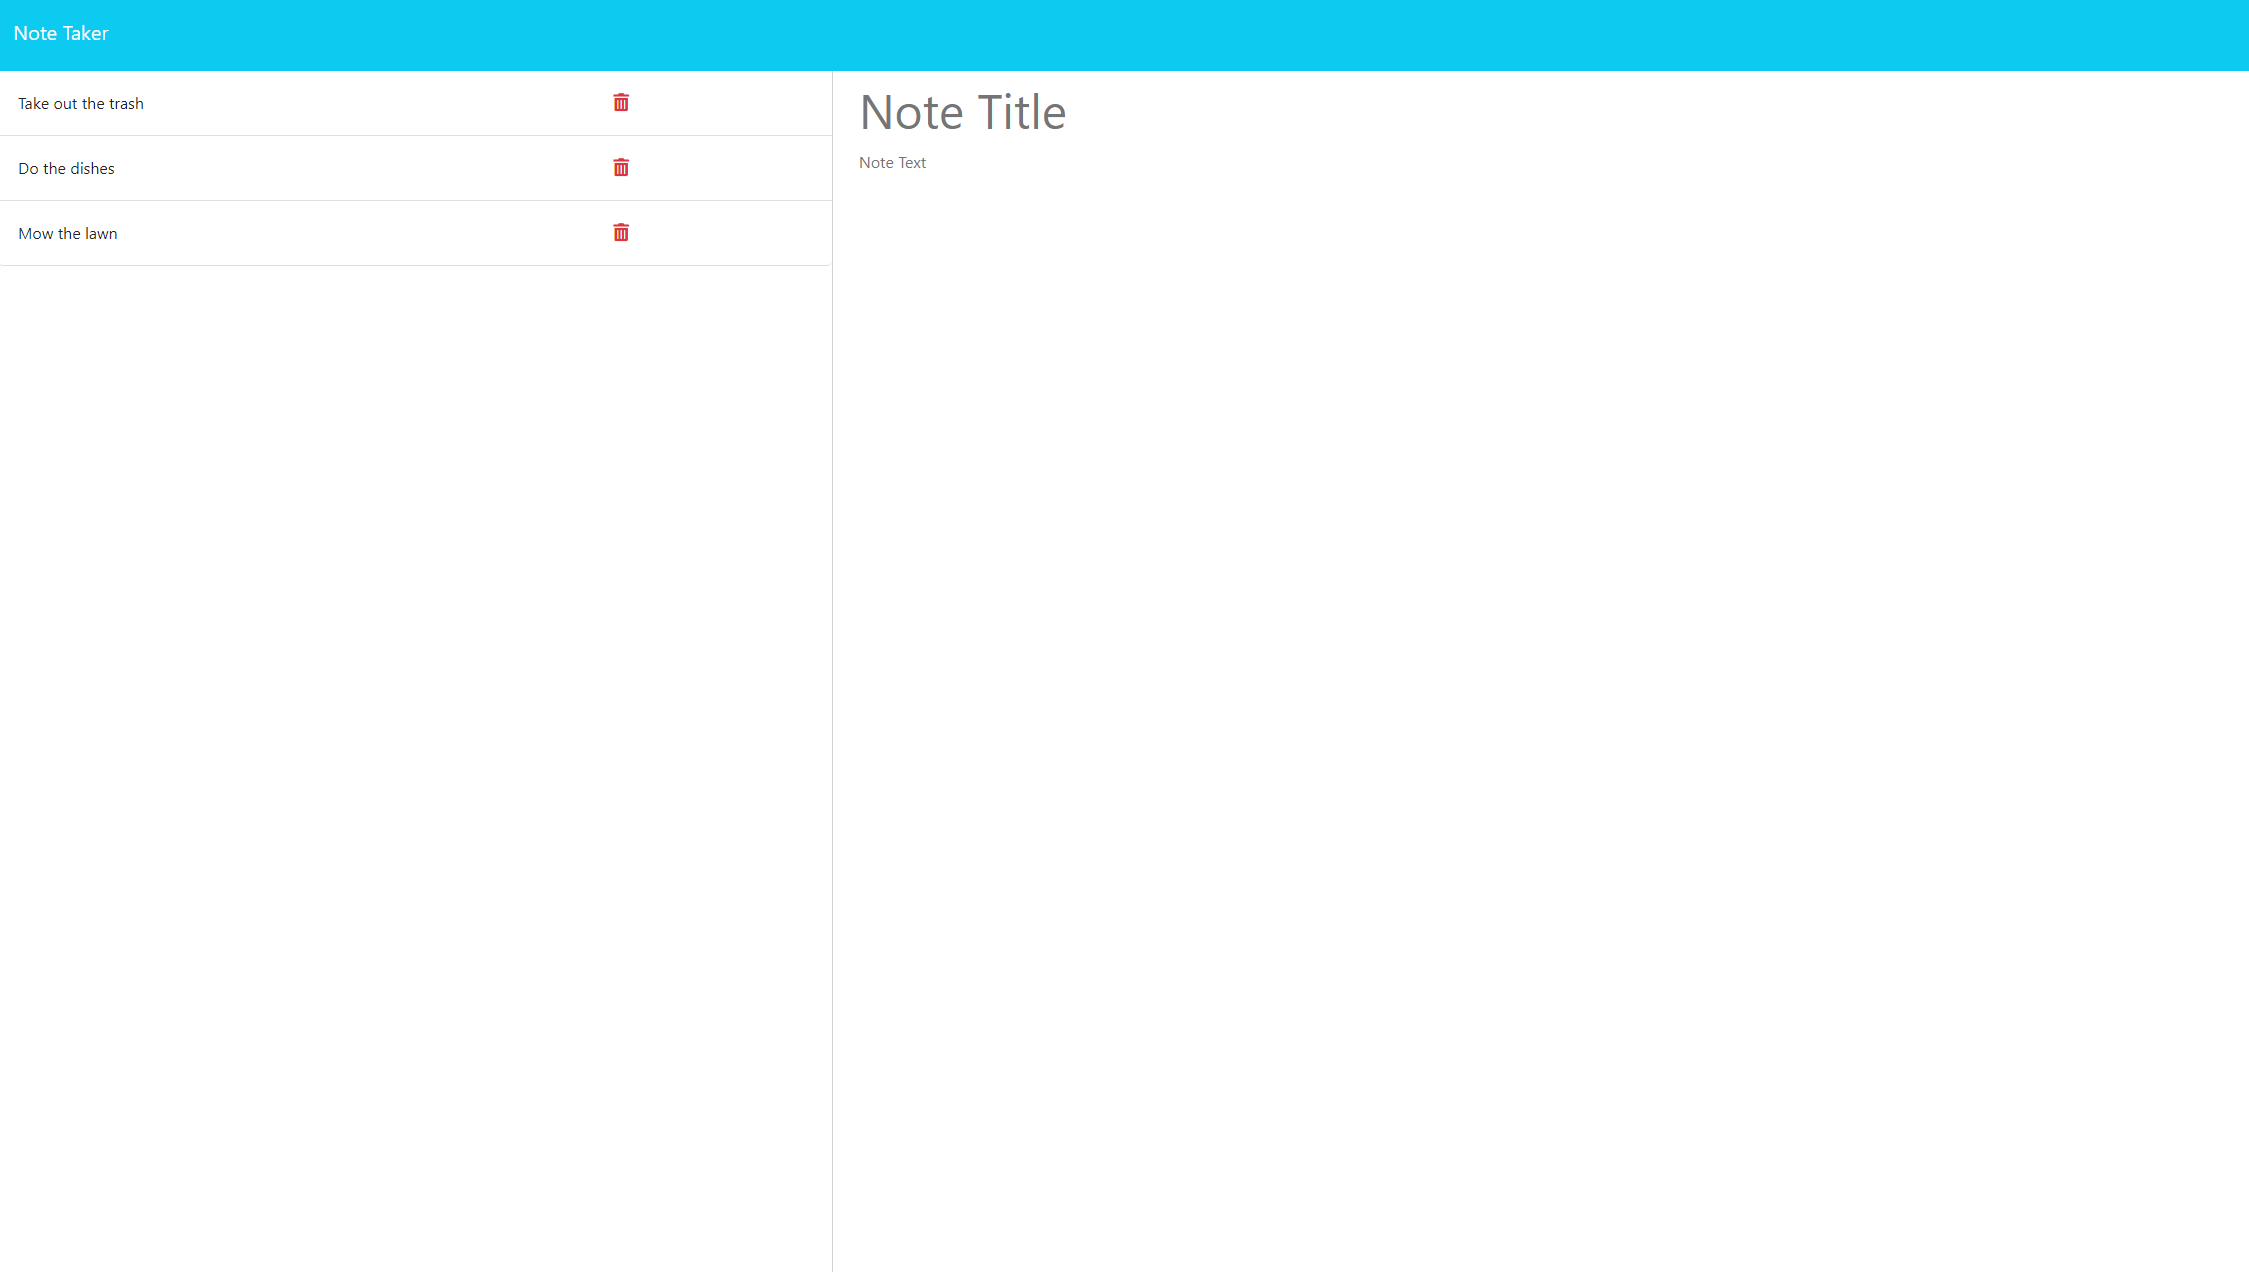 Note Taker
Take out the trash
Do the dishes
Mow the lawn
Note Title
Note Text